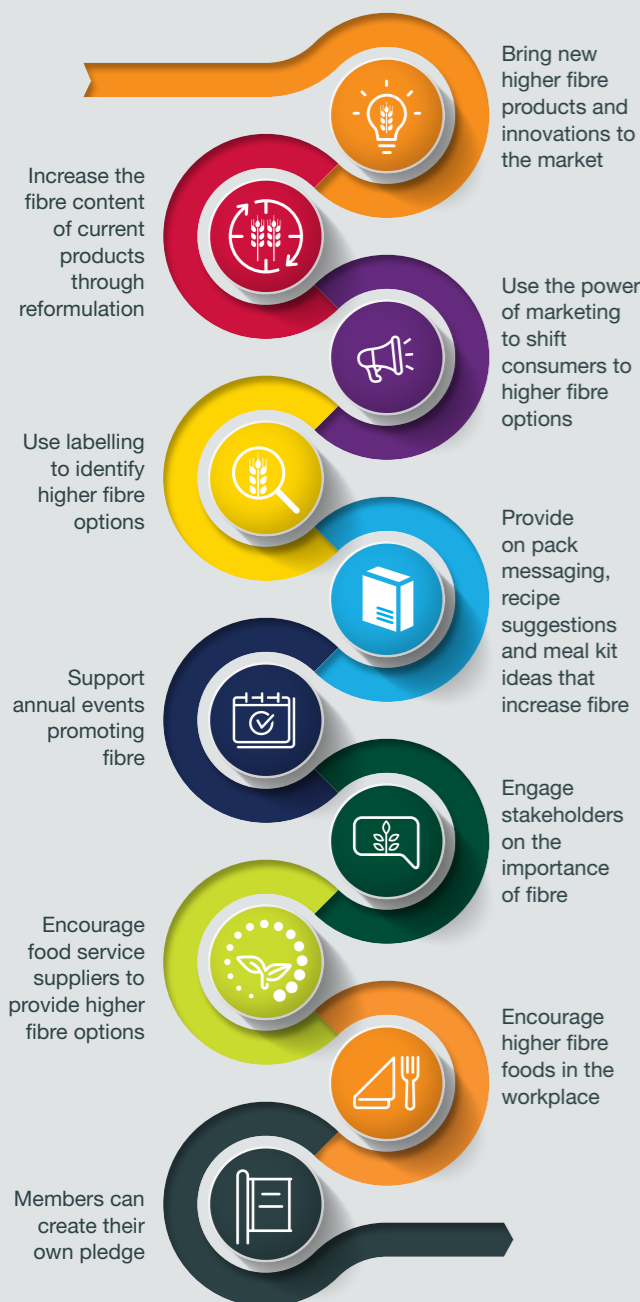 Bring new
higher fibre
products and
innovations to
the market
Increase the
fibre content
of current
products
through
reformulation
Use the power
of marketing
to shift
consumers to
higher fibre
options
Use labelling
to identify
higher fibre
options
Provide
on pack
messaging,
recipe
suggestions
and meal kit
ideas that
increase fibre
Support
annual events
promoting
fibre
Engage
stakeholders
on the
importance
of fibre
Encourage
food service
suppliers to
provide higher
fibre options
Encourage
higher fibre
foods in the
workplace
Members can
create their
own pledge